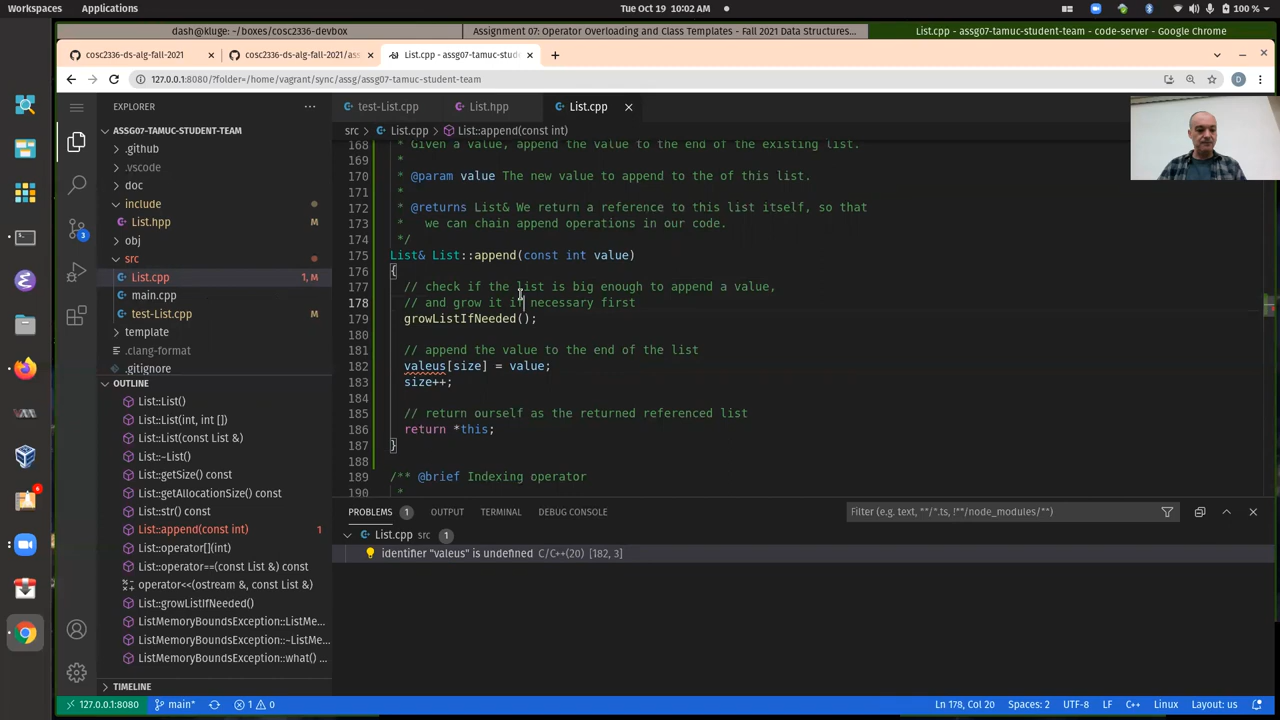 Workspaces Applications Tue Oct 19 10:02 AM 100 %
dash@kluge: ~/boxes/cosc2336-devbox
Assignment 07: Operator Overloading and Class Templates - Fall 2021 Data Structures...
List.cpp - assg07-tamuc-student-team - code-server - Google Chrome
cosc2336-ds-alg-fall-2021
cosc2336-ds-alg-fall-2021/ass
List.cpp - assg07-tamuc-stud
127.0.0.1:8080/?folder=/home/vagrant/sync/assg/assg07-tamuc-student-team
EXPLORER
test-List.cpp
List.hpp
List.cpp
ASSG07-TAMUC-STUDENT-TEAM
.github
.vscode
doc
include
List.hpp M
obj
src
List.cpp 1, M
main.cpp
test-List.cpp M
template
.clang-format
.gitignore
3
OUTLINE
List::List()
List::List(int, int [])
List::List(const List &)
List::~List()
List::getSize() const
List::getAllocationSize() const
List::str() const
List::append(const int) 1
List::operator[](int)
List::operator==(const List &) const
operator<<(ostream &, const List &)
List::growListIfNeeded()
ListMemoryBoundsException::ListMe...
ListMemoryBoundsException::~ListMe...
ListMemoryBoundsException::what() ...
TIMELINE
src > List.cpp > List::append(const int)
168 * Given a value, append the value to the end of the existing list.
169 *
170 * @param value The new value to append to the of this list.
171 *
172 * @returns List& We return a reference to this list itself, so that
173 * we can chain append operations in our code.
174 */
175 List& List::append(const int value)
176 {
177 // check if the list is big enough to append a value,
178 // and grow it if necessary first
179 growListIfNeeded();
180
181 // append the value to the end of the list
182 valeus[size] = value;
183 size++;
184
185 // return ourself as the returned referenced list
186 return *this;
187 }
188
189 /** @brief Indexing operator
190 *
PROBLEMS 1 OUTPUT TERMINAL DEBUG CONSOLE
Filter (e.g. text, **/*.ts, !**/node_modules/**)
List.cpp src 1
identifier "valeus" is undefined C/C++(20) [182, 3]
6
127.0.0.1:8080 main* 1 0
Ln 178, Col 20 Spaces: 2 UTF-8 LF C++ Linux Layout: us